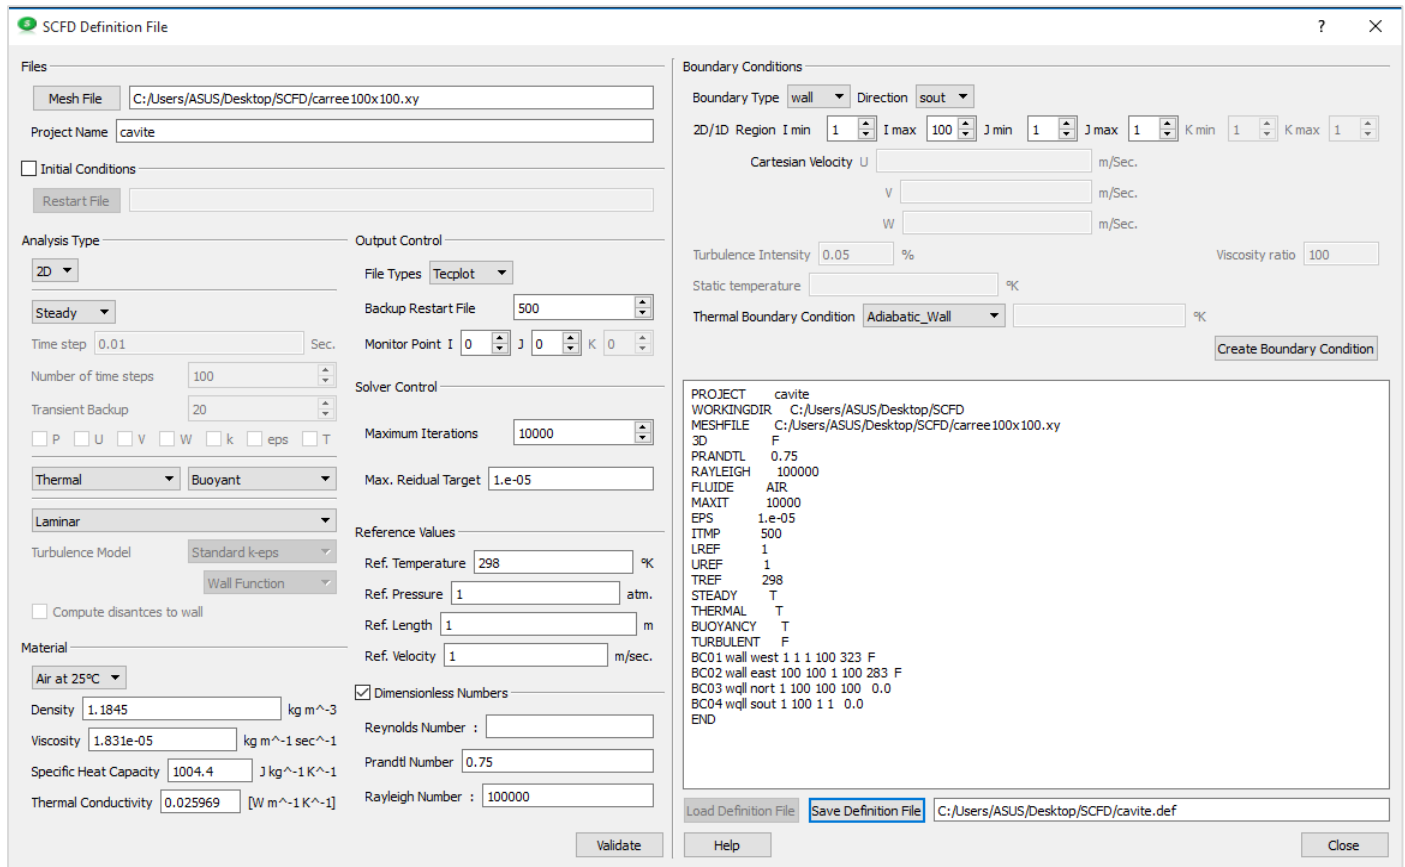 SCFD Definition File
Files
Mesh File C:/Users/ASUS/Desktop/SCFD/carree100x100.xy
Project Name cavite
Initial Conditions
Restart File
Analysis Type
2D
Steady
Time step 0.01 Sec.
Number of time steps 100
Transient Backup 20
P U V W k eps T
Thermal Buoyant
Laminar
Turbulence Model Standard k-eps
Wall Function
Compute disantces to wall
Material
Air at 25ºC
Density 1.1845 kg m^-3
Viscosity 1.831e-05 kg m^-1 sec^-1
Specific Heat Capacity 1004.4 J kg^-1 K^-1
Thermal Conductivity 0.025969 [W m^-1 K^-1]
Output Control
File Types Tecplot
Backup Restart File 500
Monitor Point I 0 J 0 K 0
Solver Control
Maximum Iterations 10000
Max. Reidual Target 1.e-05
Reference Values
Ref. Temperature 298 ºK
Ref. Pressure 1 atm.
Ref. Length 1 m
Ref. Velocity 1 m/sec.
Dimensionless Numbers
Reynolds Number :
Prandtl Number 0.75
Rayleigh Number : 100000
Validate
Boundary Conditions
Boundary Type wall Direction sout
2D/1D Region I min 1 I max 100 J min 1 J max 1 K min 1 K max 1
Cartesian Velocity U m/Sec.
V m/Sec.
W m/Sec.
Turbulence Intensity 0.05 % Viscosity ratio 100
Static temperature ºK
Thermal Boundary Condition Adiabatic_Wall ºK
Create Boundary Condition
PROJECT cavite
WORKINGDIR C:/Users/ASUS/Desktop/SCFD
MESHFILE C:/Users/ASUS/Desktop/SCFD/carree100x100.xy
3D F
PRANDTL 0.75
RAYLEIGH 100000
FLUIDE AIR
MAXIT 10000
EPS 1.e-05
ITMP 500
LREF 1
UREF 1
TREF 298
STEADY T
THERMAL T
BUOYANCY T
TURBULENT F
BC01 wall west 1 1 1 100 323 F
BC02 wall east 100 100 1 100 283 F
BC03 wqll nort 1 100 100 100 0.0
BC04 wqll sout 1 100 1 1 0.0
END
Load Definition File Save Definition File C:/Users/ASUS/Desktop/SCFD/cavite.def
Help Close